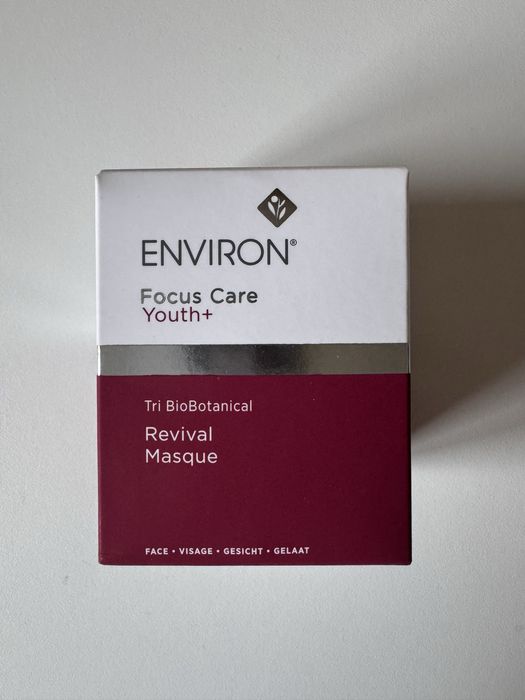 ENVIRON®
Focus Care
Youth+
Tri BioBotanical
Revival
Masque
FACE • VISAGE • GESICHT • GELAAT